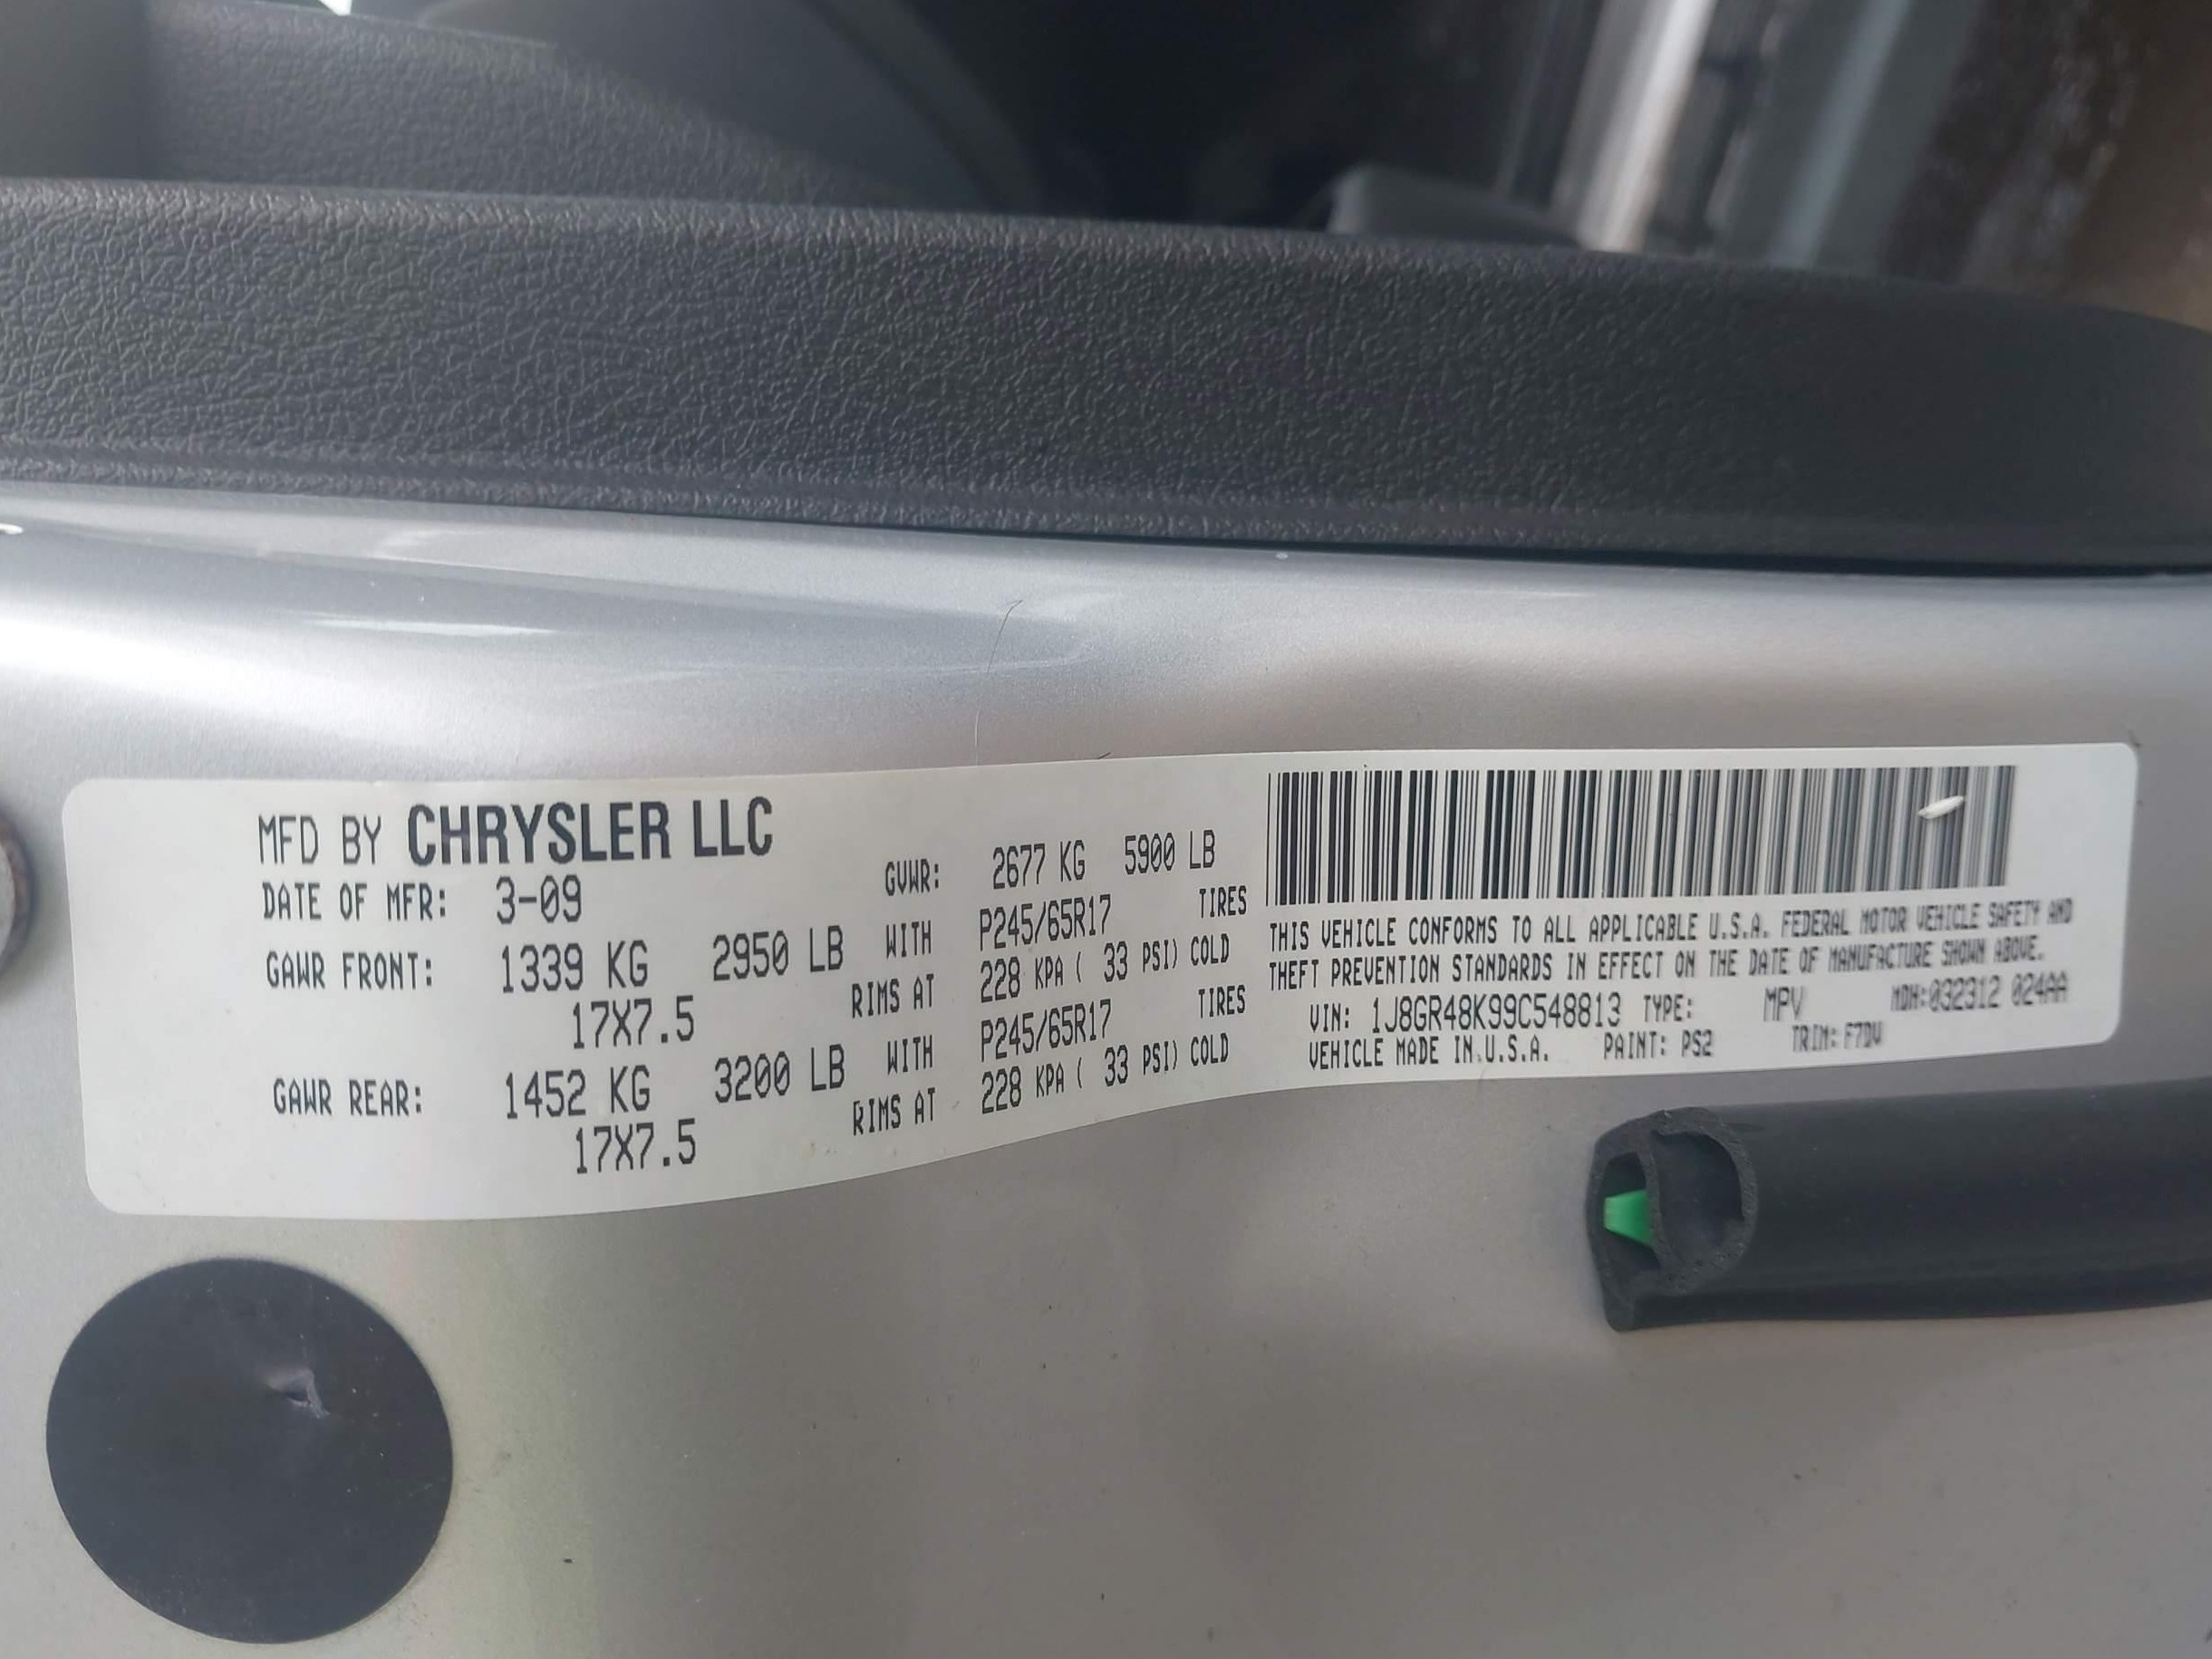 MFD BY CHRYSLER LLC
DATE OF MFR: 3-09 GVWR: 2677 KG 5900 LB
GAWR FRONT: 1339 KG 2950 LB WITH P245/65R17 TIRES
17X7.5 RIMS AT 228 KPA ( 33 PSI) COLD
GAWR REAR: 1452 KG 3200 LB WITH P245/65R17 TIRES
17X7.5 RIMS AT 228 KPA ( 33 PSI) COLD
THIS VEHICLE CONFORMS TO ALL APPLICABLE U.S.A. FEDERAL MOTOR VEHICLE SAFETY AND
THEFT PREVENTION STANDARDS IN EFFECT ON THE DATE OF MANUFACTURE SHOWN ABOVE.
VIN: 1J8GR48K99C548813 TYPE: MPV MDH:032312 024AA
VEHICLE MADE IN U.S.A. PAINT: PS2 TRIM: F7DV